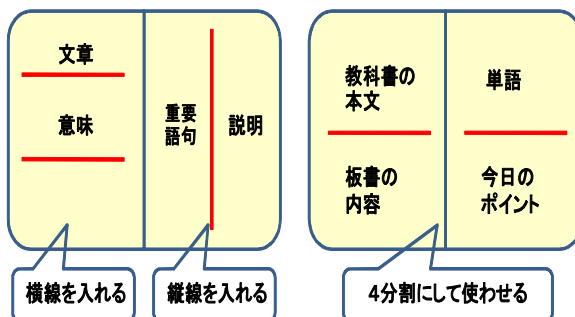 文章
意味
重要
語句
説明
教科書の
本文
単語
板書の
内容
今日の
ポイント
横線を入れる
縦線を入れる
4分割にして使わせる